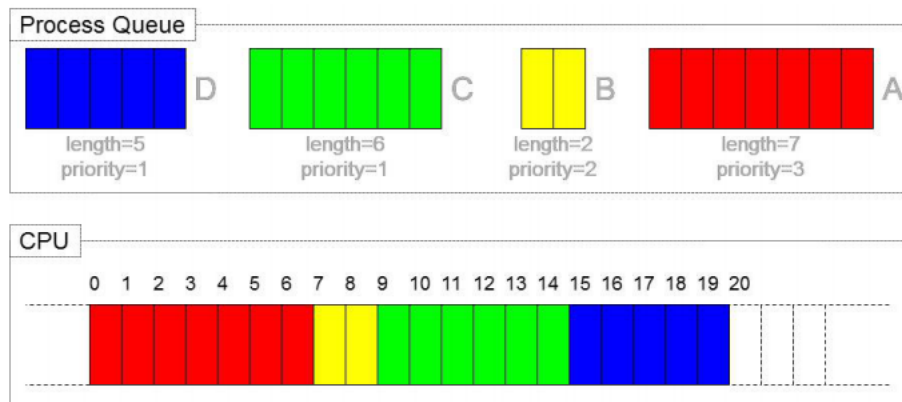 Process Queue
D C B A
length=5 length=6 length=2 length=7
priority=1 priority=1 priority=2 priority=3
CPU
0 1 2 3 4 5 6 7 8 9 10 11 12 13 14 15 16 17 18 19 20